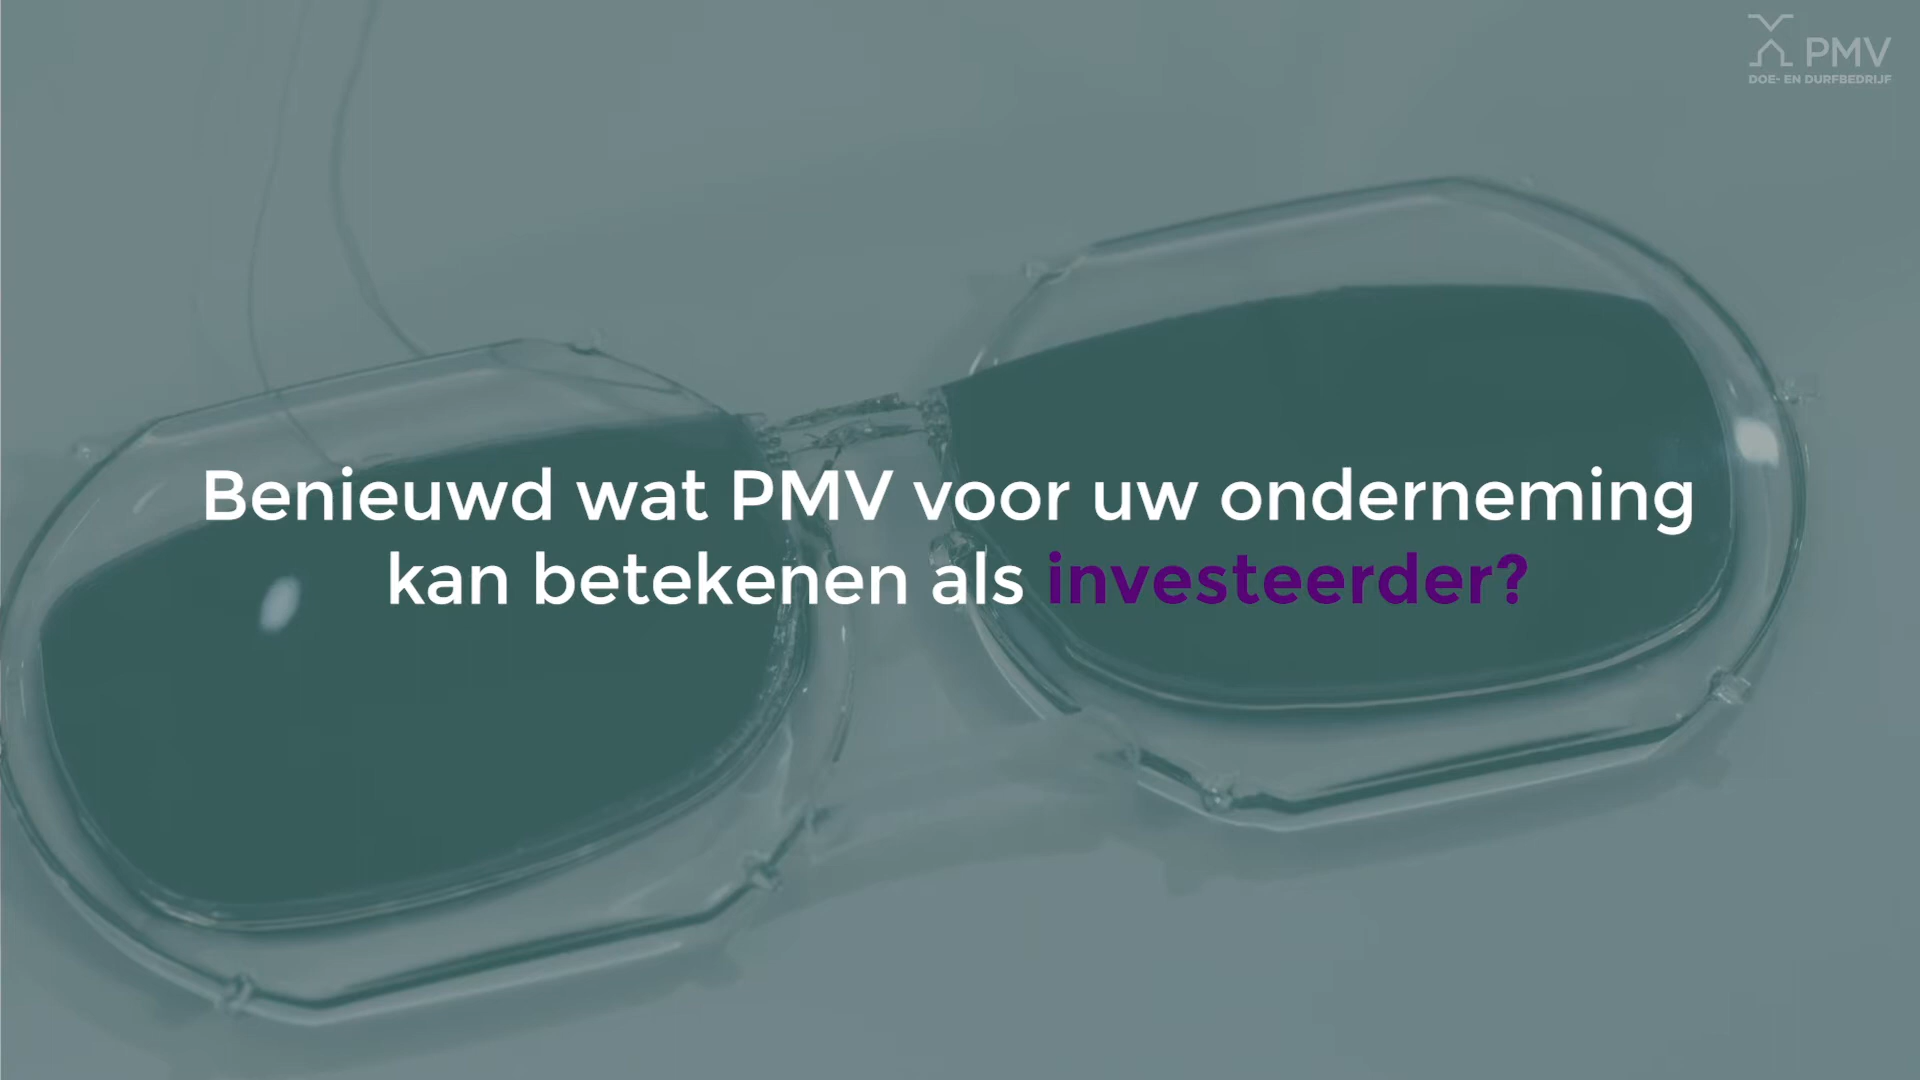 PMV
DOE- EN DURFBEDRIJF
Benieuwd wat PMV voor uw onderneming
kan betekenen als investeerder?